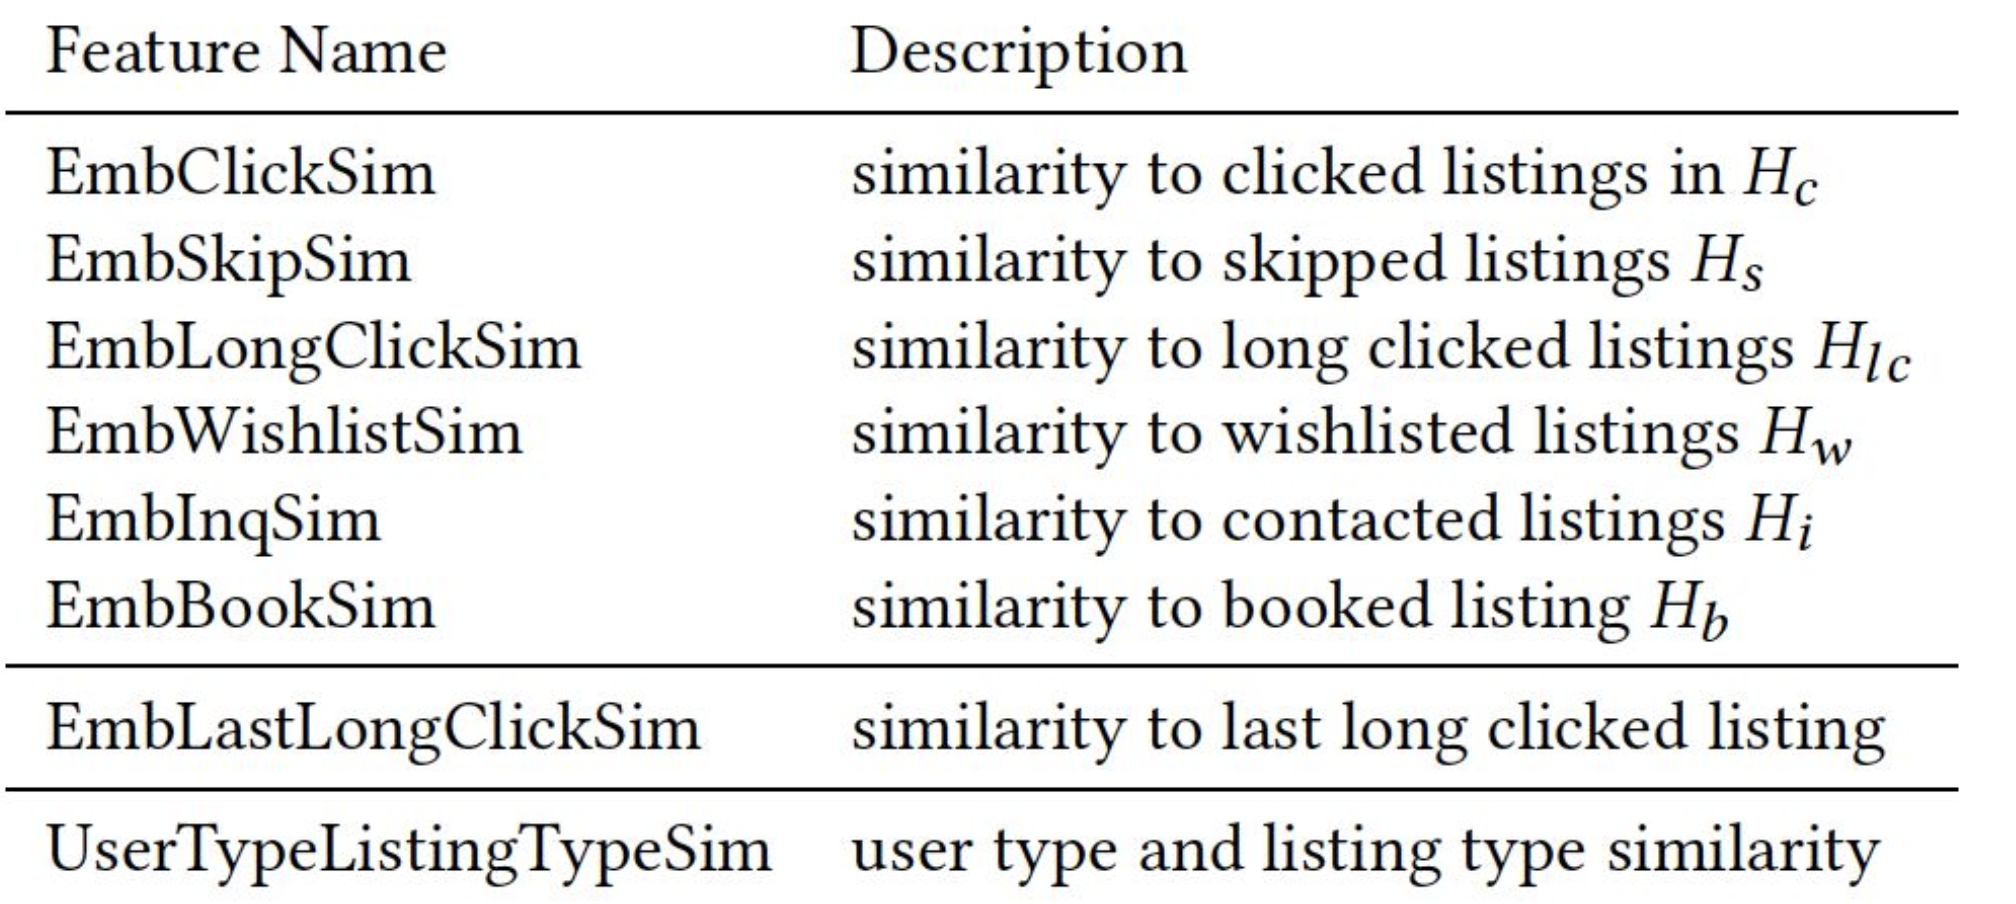 Feature Name Description
EmbClickSim similarity to clicked listings in H_c
EmbSkipSim similarity to skipped listings H_s
EmbLongClickSim similarity to long clicked listings H_lc
EmbWishlistSim similarity to wishlisted listings H_w
EmbInqSim similarity to contacted listings H_i
EmbBookSim similarity to booked listing H_b
EmbLastLongClickSim similarity to last long clicked listing
UserTypeListingTypeSim user type and listing type similarity